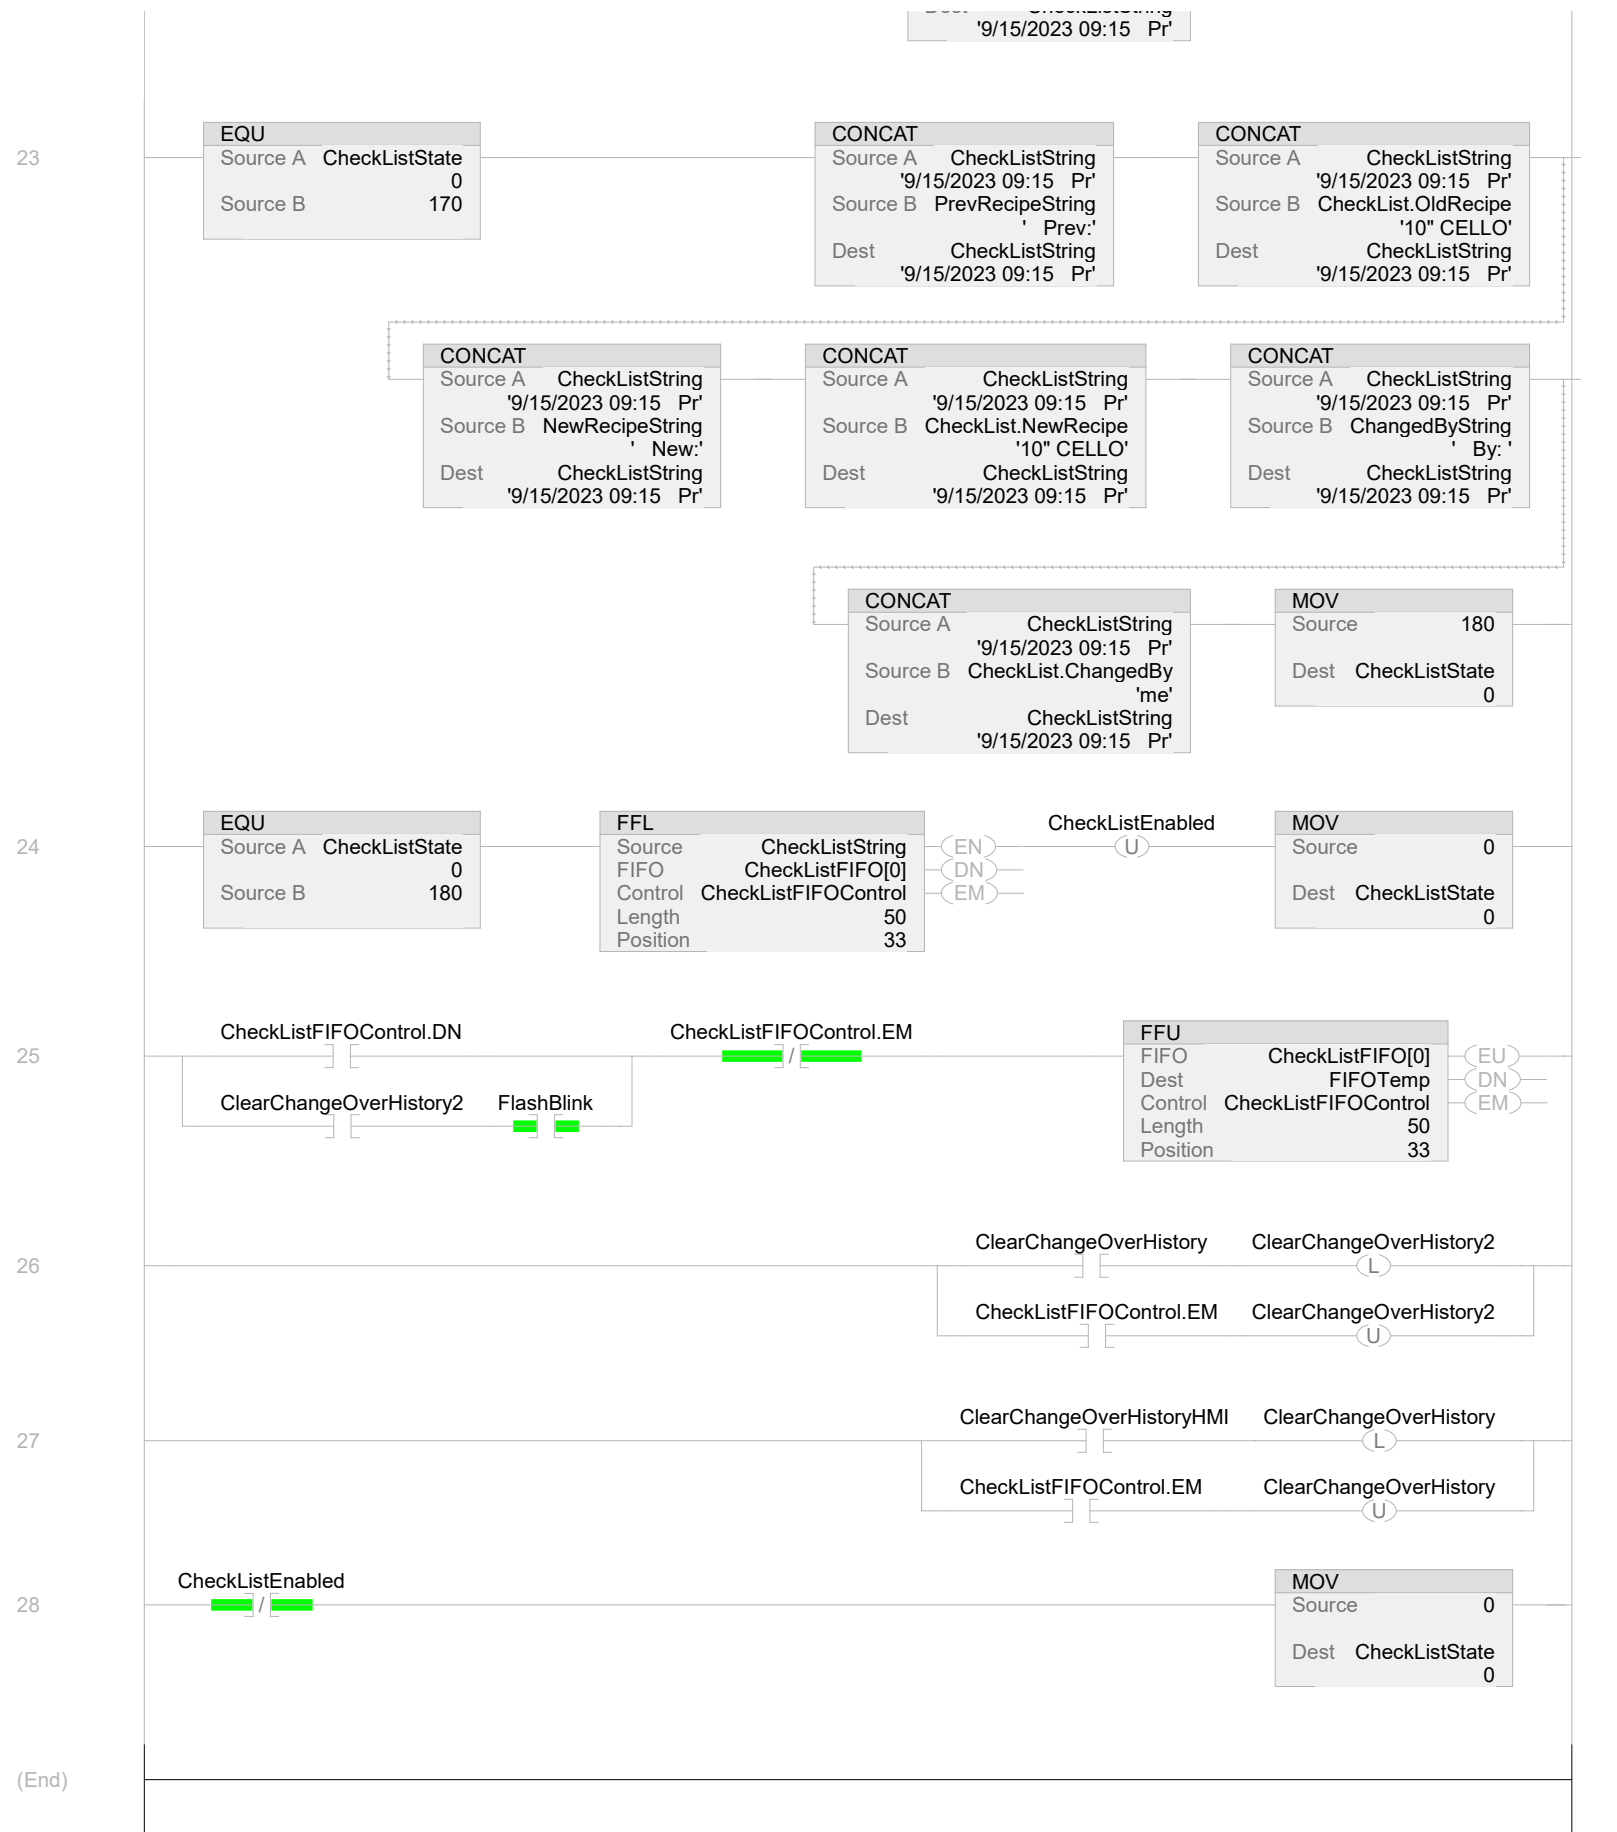 '9/15/2023 09:15   Pr'
23
EQU
Source A CheckListState
0
Source B 170
CONCAT
Source A CheckListString
'9/15/2023 09:15   Pr'
Source B PrevRecipeString
'   Prev:'
Dest CheckListString
'9/15/2023 09:15   Pr'
CONCAT
Source A CheckListString
'9/15/2023 09:15   Pr'
Source B CheckList.OldRecipe
'10" CELLO'
Dest CheckListString
'9/15/2023 09:15   Pr'
CONCAT
Source A CheckListString
'9/15/2023 09:15   Pr'
Source B NewRecipeString
'   New:'
Dest CheckListString
'9/15/2023 09:15   Pr'
CONCAT
Source A CheckListString
'9/15/2023 09:15   Pr'
Source B CheckList.NewRecipe
'10" CELLO'
Dest CheckListString
'9/15/2023 09:15   Pr'
CONCAT
Source A CheckListString
'9/15/2023 09:15   Pr'
Source B ChangedByString
'   By: '
Dest CheckListString
'9/15/2023 09:15   Pr'
CONCAT
Source A CheckListString
'9/15/2023 09:15   Pr'
Source B CheckList.ChangedBy
'me'
Dest CheckListString
'9/15/2023 09:15   Pr'
MOV
Source 180
Dest CheckListState
0
24
EQU
Source A CheckListState
0
Source B 180
FFL
Source CheckListString
FIFO CheckListFIFO[0]
Control CheckListFIFOControl
Length 50
Position 33
EN
DN
EM
CheckListEnabled
U
MOV
Source 0
Dest CheckListState
0
25
CheckListFIFOControl.DN
ClearChangeOverHistory2
FlashBlink
CheckListFIFOControl.EM
/
FFU
FIFO CheckListFIFO[0]
Dest FIFOTemp
Control CheckListFIFOControl
Length 50
Position 33
EU
DN
EM
26
ClearChangeOverHistory
ClearChangeOverHistory2
L
CheckListFIFOControl.EM
ClearChangeOverHistory2
U
27
ClearChangeOverHistoryHMI
ClearChangeOverHistory
L
CheckListFIFOControl.EM
ClearChangeOverHistory
U
28
CheckListEnabled
/
MOV
Source 0
Dest CheckListState
0
(End)